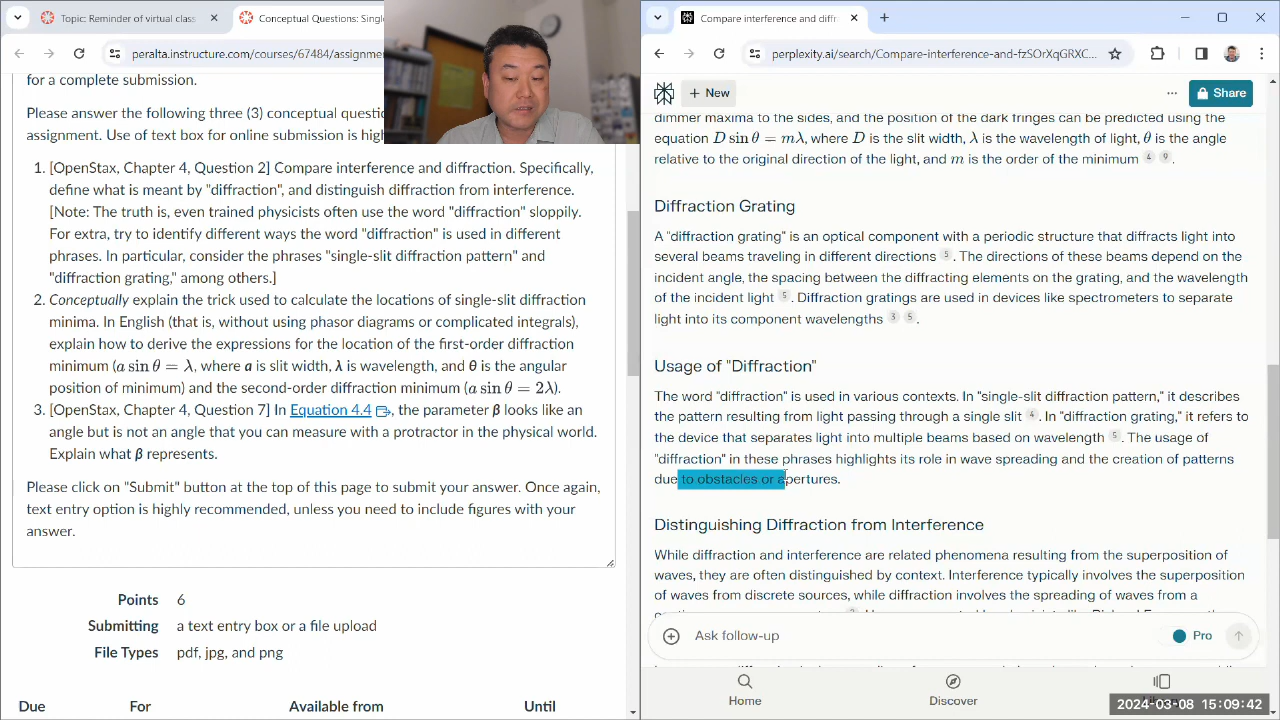 Topic: Reminder of virtual class
Conceptual Questions: Singl
peralta.instructure.com/courses/67484/assignme
for a complete submission.
Please answer the following three (3) conceptual questi
assignment. Use of text box for online submission is high
1. [OpenStax, Chapter 4, Question 2] Compare interference and diffraction. Specifically,
define what is meant by "diffraction", and distinguish diffraction from interference.
[Note: The truth is, even trained physicists often use the word "diffraction" sloppily.
For extra, try to identify different ways the word "diffraction" is used in different
phrases. In particular, consider the phrases "single-slit diffraction pattern" and
"diffraction grating," among others.]
2. Conceptually explain the trick used to calculate the locations of single-slit diffraction
minima. In English (that is, without using phasor diagrams or complicated integrals),
explain how to derive the expressions for the location of the first-order diffraction
minimum (a sin θ = λ, where a is slit width, λ is wavelength, and θ is the angular
position of minimum) and the second-order diffraction minimum (a sin θ = 2λ).
3. [OpenStax, Chapter 4, Question 7] In Equation 4.4, the parameter β looks like an
angle but is not an angle that you can measure with a protractor in the physical world.
Explain what β represents.
Please click on "Submit" button at the top of this page to submit your answer. Once again,
text entry option is highly recommended, unless you need to include figures with your
answer.
Points 6
Submitting a text entry box or a file upload
File Types pdf, jpg, and png
Due For Available from Until
Compare interference and diffr
perplexity.ai/search/Compare-interference-and-fzSOrXqGRXC...
+ New
Share
dimmer maxima to the sides, and the position of the dark fringes can be predicted using the
equation D sin θ = mλ, where D is the slit width, λ is the wavelength of light, θ is the angle
relative to the original direction of the light, and m is the order of the minimum 4 9.
Diffraction Grating
A "diffraction grating" is an optical component with a periodic structure that diffracts light into
several beams traveling in different directions 5. The directions of these beams depend on the
incident angle, the spacing between the diffracting elements on the grating, and the wavelength
of the incident light 5. Diffraction gratings are used in devices like spectrometers to separate
light into its component wavelengths 3 5.
Usage of "Diffraction"
The word "diffraction" is used in various contexts. In "single-slit diffraction pattern," it describes
the pattern resulting from light passing through a single slit 4. In "diffraction grating," it refers to
the device that separates light into multiple beams based on wavelength 5. The usage of
"diffraction" in these phrases highlights its role in wave spreading and the creation of patterns
due to obstacles or apertures.
Distinguishing Diffraction from Interference
While diffraction and interference are related phenomena resulting from the superposition of
waves, they are often distinguished by context. Interference typically involves the superposition
of waves from discrete sources, while diffraction involves the spreading of waves from a
Ask follow-up
Pro
Home
Discover
2024-03-08 15:09:42